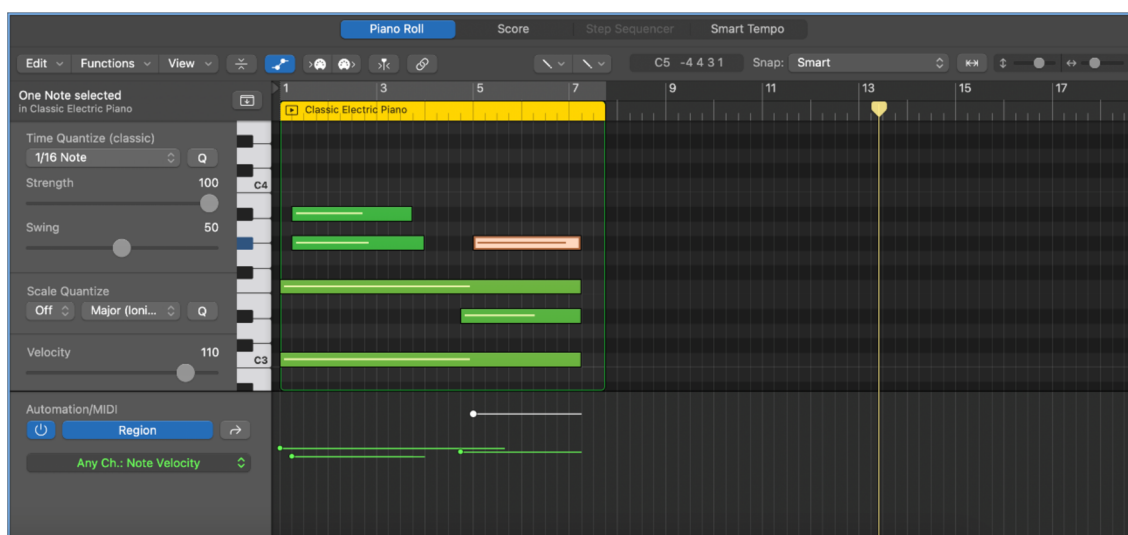 Piano Roll Score Step Sequencer Smart Tempo
Edit Functions View C5 -4 4 3 1 Snap: Smart
One Note selected
in Classic Electric Piano
1 3 5 7 9 11 13 15 17
Classic Electric Piano
Time Quantize (classic)
1/16 Note Q
Strength 100
C4
Swing 50
Scale Quantize
Off Major (Ioni... Q
Velocity 110
C3
Automation/MIDI
Region
Any Ch.: Note Velocity